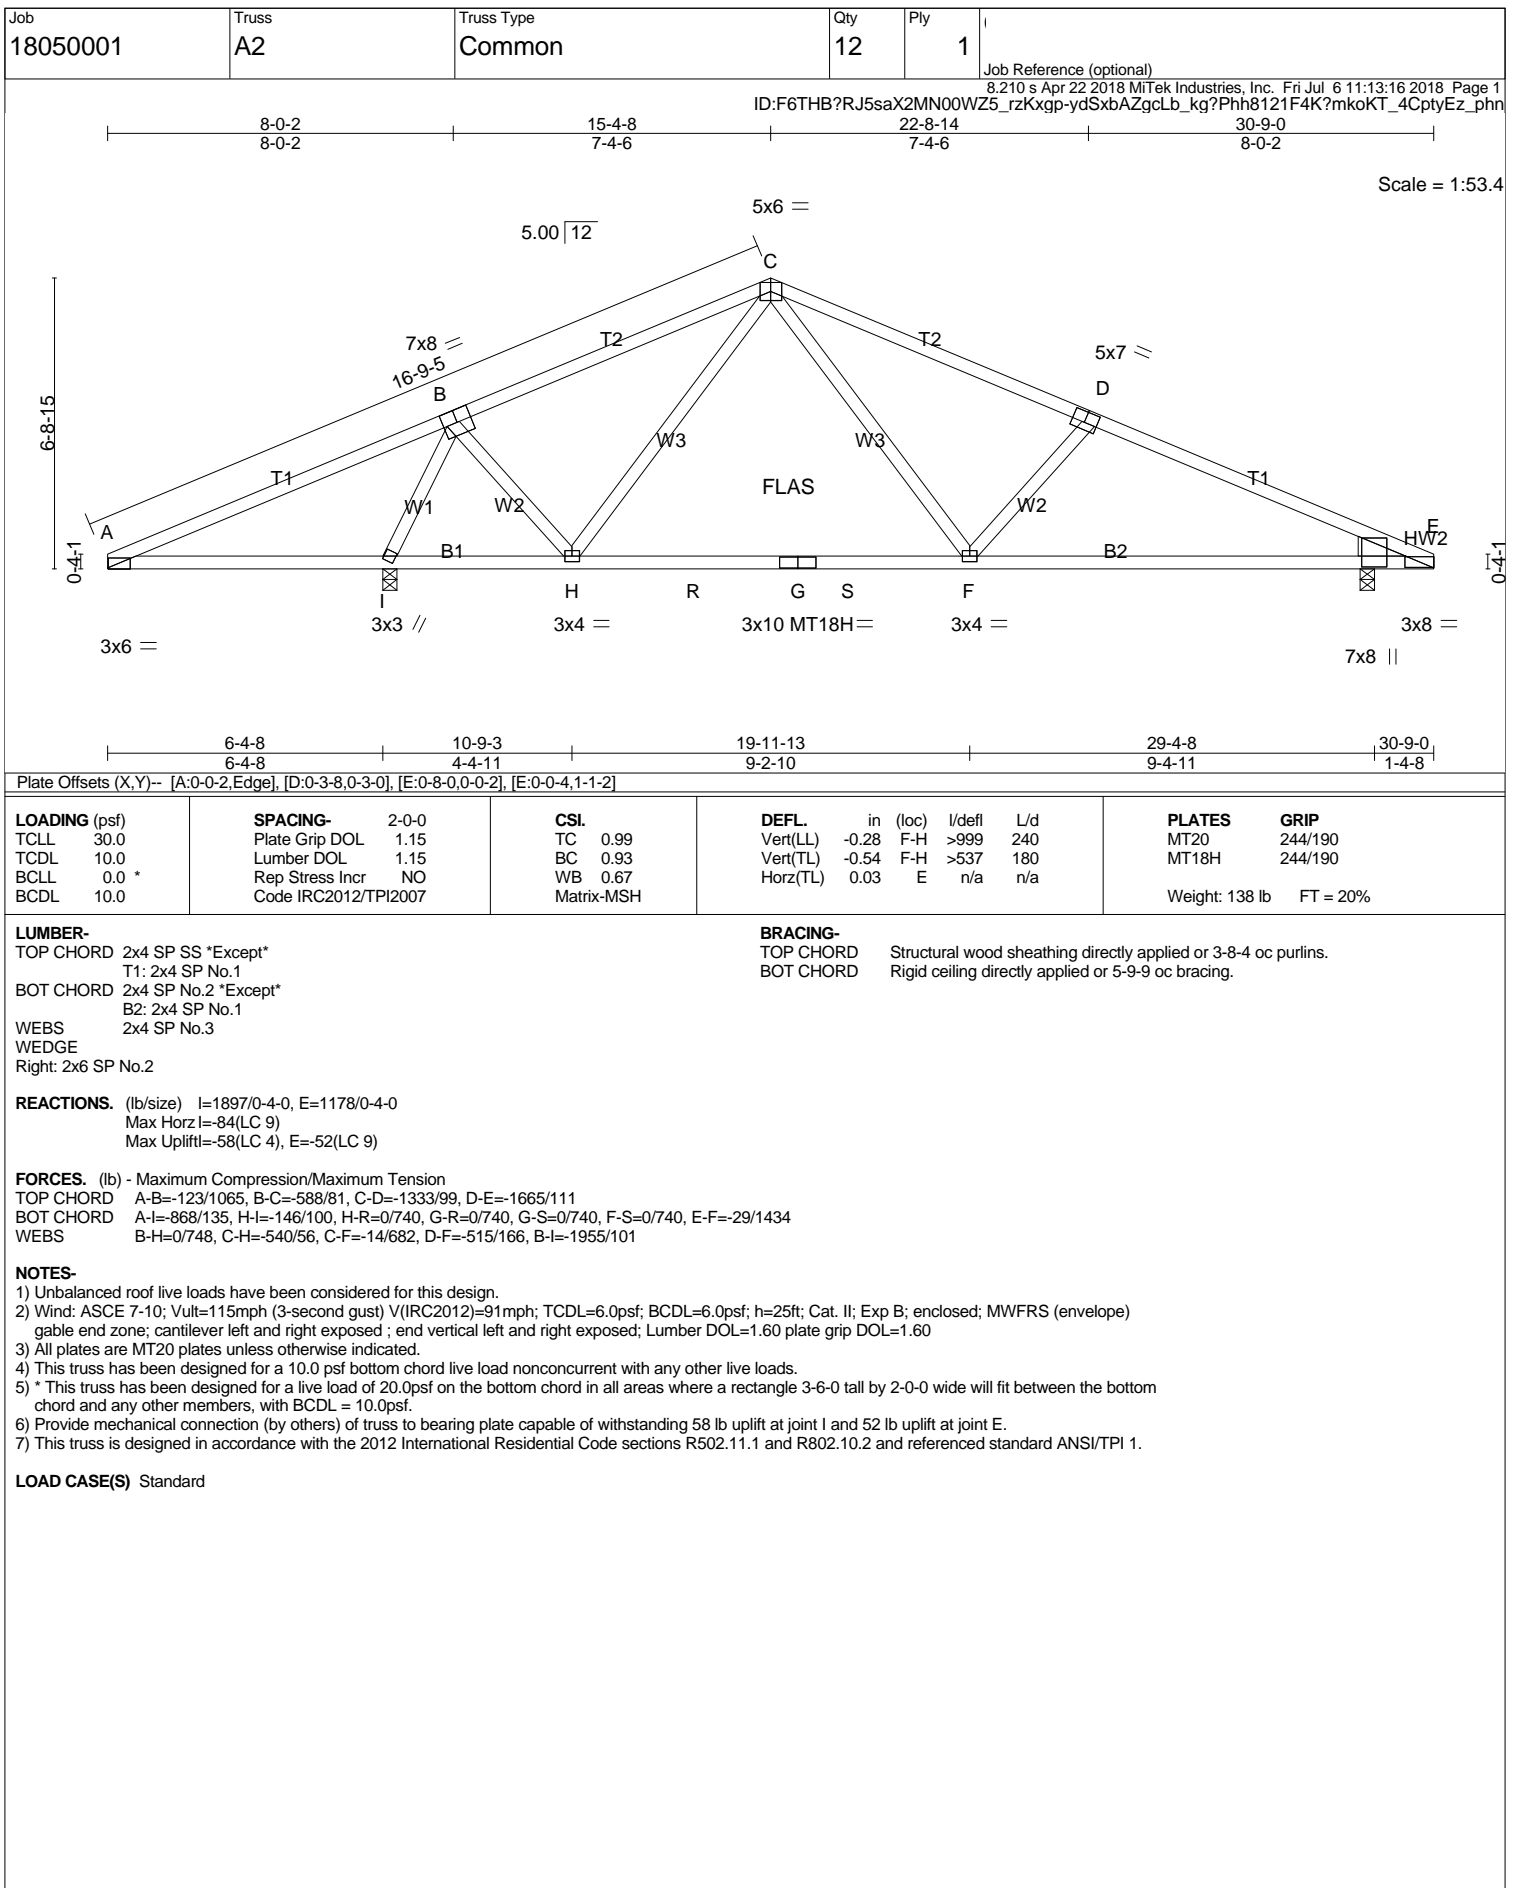 Job Truss Truss Type Qty Ply
18050001 A2 Common 12 1
Job Reference (optional)
8.210 s Apr 22 2018 MiTek Industries, Inc. Fri Jul 6 11:13:16 2018 Page 1
ID:F6THB?RJ5saX2MN00WZ5_rzKxgp-ydSxbAZgcLb_kg?Phh8121F4K?mkoKT_4CptyEz_phn
8-0-2 15-4-8 22-8-14 30-9-0
8-0-2 7-4-6 7-4-6 8-0-2
Scale = 1:53.4
5x6 =
5.00 12
C
7x8
T2 T2
16-9-5
5x7
B D
6-8-15
W3 W3
T1 T1
FLAS
W1 W2 W2
A E
HW2
0-4-1 B1 B2 0-4-1
I H R G S F
3x3 // 3x4 = 3x10 MT18H= 3x4 = 3x8 =
3x6 =
7x8 ||
6-4-8 10-9-3 19-11-13 29-4-8 30-9-0
6-4-8 4-4-11 9-2-10 9-4-11 1-4-8
Plate Offsets (X,Y)-- [A:0-0-2,Edge], [D:0-3-8,0-3-0], [E:0-8-0,0-0-2], [E:0-0-4,1-1-2]
LOADING (psf)
TCLL 30.0
TCDL 10.0
BCLL 0.0 *
BCDL 10.0
SPACING- 2-0-0
Plate Grip DOL 1.15
Lumber DOL 1.15
Rep Stress Incr NO
Code IRC2012/TPI2007
CSI.
TC 0.99
BC 0.93
WB 0.67
Matrix-MSH
DEFL. in (loc) l/defl L/d
Vert(LL) -0.28 F-H >999 240
Vert(TL) -0.54 F-H >537 180
Horz(TL) 0.03 E n/a n/a
PLATES GRIP
MT20 244/190
MT18H 244/190
Weight: 138 lb FT = 20%
LUMBER-
TOP CHORD 2x4 SP SS *Except*
T1: 2x4 SP No.1
BOT CHORD 2x4 SP No.2 *Except*
B2: 2x4 SP No.1
WEBS 2x4 SP No.3
WEDGE
Right: 2x6 SP No.2
BRACING-
TOP CHORD Structural wood sheathing directly applied or 3-8-4 oc purlins.
BOT CHORD Rigid ceiling directly applied or 5-9-9 oc bracing.
REACTIONS. (lb/size) I=1897/0-4-0, E=1178/0-4-0
Max Horz I=-84(LC 9)
Max Uplift I=-58(LC 4), E=-52(LC 9)
FORCES. (lb) - Maximum Compression/Maximum Tension
TOP CHORD A-B=-123/1065, B-C=-588/81, C-D=-1333/99, D-E=-1665/111
BOT CHORD A-I=-868/135, H-I=-146/100, H-R=0/740, G-R=0/740, G-S=0/740, F-S=0/740, E-F=-29/1434
WEBS B-H=0/748, C-H=-540/56, C-F=-14/682, D-F=-515/166, B-I=-1955/101
NOTES-
1) Unbalanced roof live loads have been considered for this design.
2) Wind: ASCE 7-10; Vult=115mph (3-second gust) V(IRC2012)=91mph; TCDL=6.0psf; BCDL=6.0psf; h=25ft; Cat. II; Exp B; enclosed; MWFRS (envelope)
gable end zone; cantilever left and right exposed ; end vertical left and right exposed; Lumber DOL=1.60 plate grip DOL=1.60
3) All plates are MT20 plates unless otherwise indicated.
4) This truss has been designed for a 10.0 psf bottom chord live load nonconcurrent with any other live loads.
5) * This truss has been designed for a live load of 20.0psf on the bottom chord in all areas where a rectangle 3-6-0 tall by 2-0-0 wide will fit between the bottom
chord and any other members, with BCDL = 10.0psf.
6) Provide mechanical connection (by others) of truss to bearing plate capable of withstanding 58 lb uplift at joint I and 52 lb uplift at joint E.
7) This truss is designed in accordance with the 2012 International Residential Code sections R502.11.1 and R802.10.2 and referenced standard ANSI/TPI 1.
LOAD CASE(S) Standard